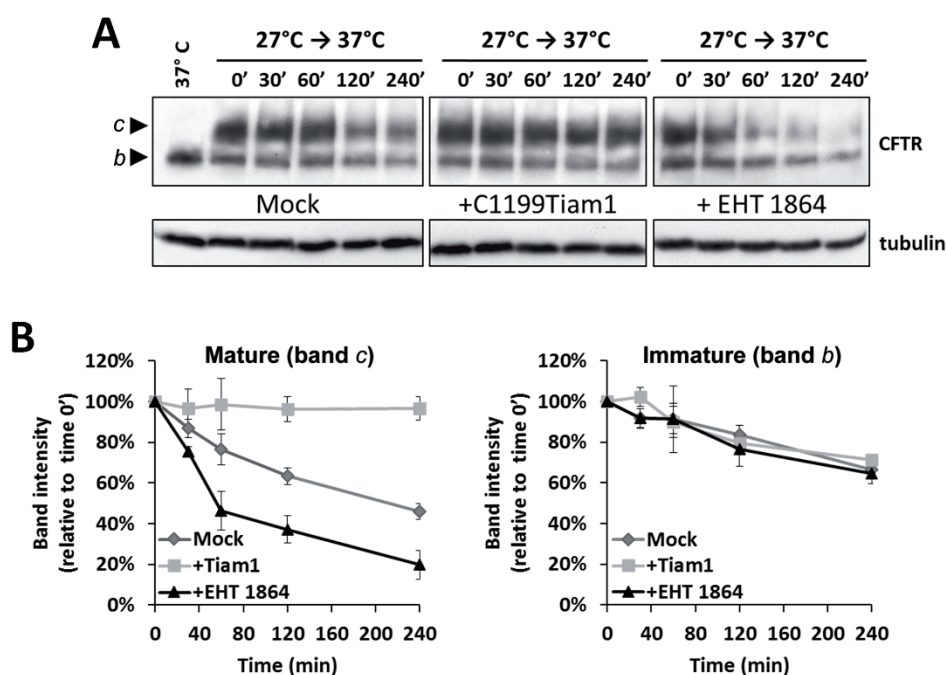 A
37° C
27°C → 37°C
27°C → 37°C
27°C → 37°C
0’ 30’ 60’ 120’ 240’
0’ 30’ 60’ 120’ 240’
0’ 30’ 60’ 120’ 240’
c
b
CFTR
Mock
+C1199Tiam1
+ EHT 1864
tubulin
B
Mature (band c)
Band intensity
(relative to time 0’)
120%
100%
80%
60%
40%
20%
0%
Mock
+Tiam1
+EHT 1864
0 40 80 120 160 200 240
Time (min)
Immature (band b)
Band intensity
(relative to time 0’)
120%
100%
80%
60%
40%
20%
0%
Mock
+Tiam1
+EHT 1864
0 40 80 120 160 200 240
Time (min)